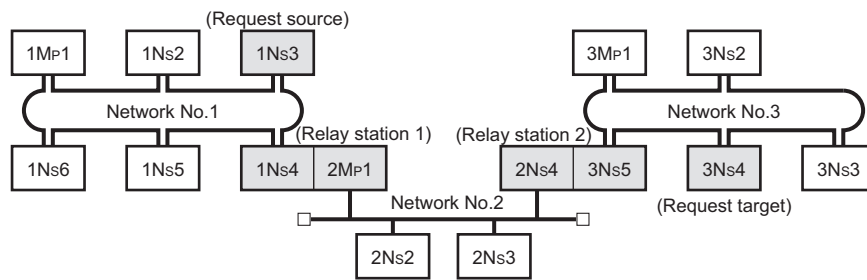 (Request source)
1MP1 1NS2 1NS3 3MP1 3NS2
Network No.1 Network No.3
(Relay station 1) (Relay station 2)
1NS6 1NS5 1NS4 2MP1 2NS4 3NS5 3NS4 3NS3
Network No.2 (Request target)
2NS2 2NS3